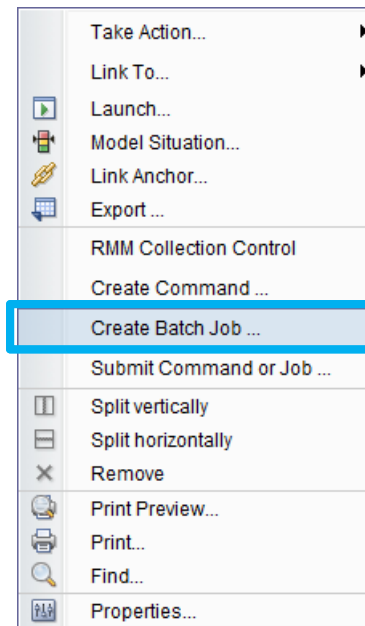 Take Action...
Link To...
Launch...
Model Situation...
Link Anchor...
Export ...
RMM Collection Control
Create Command ...
Create Batch Job ...
Submit Command or Job ...
Split vertically
Split horizontally
Remove
Print Preview...
Print...
Find...
Properties...